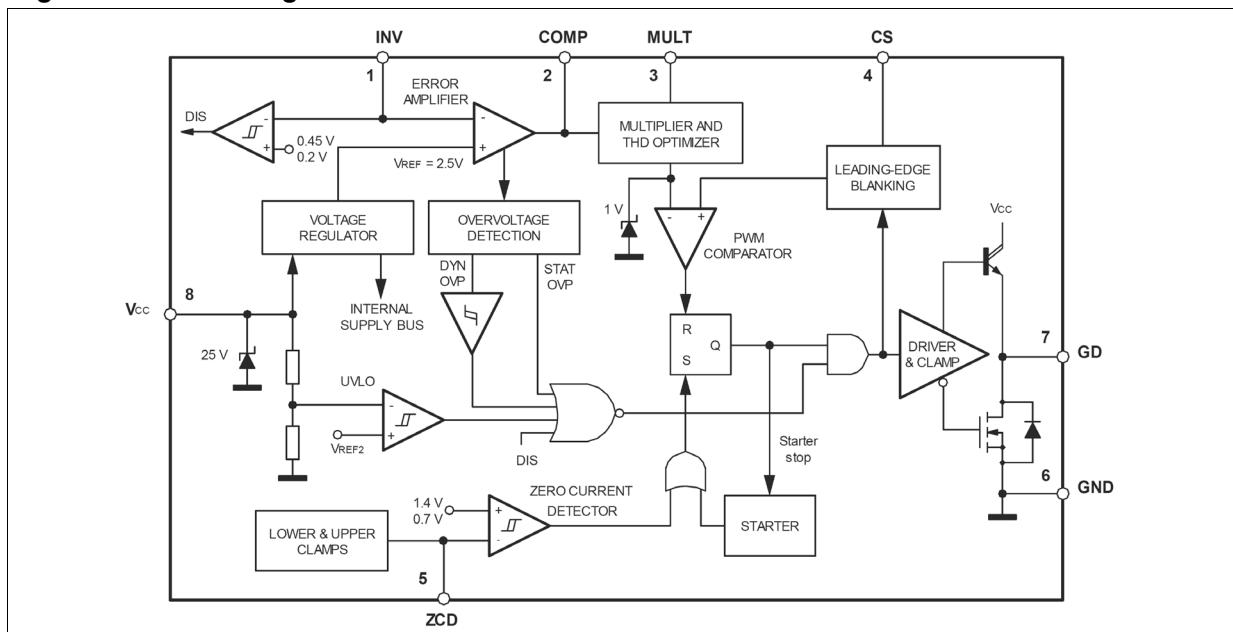 INV
COMP
MULT
CS
1
2
3
4
ERROR
AMPLIFIER
DIS
-
+
0.45 V
0.2 V
-
+
VREF = 2.5V
MULTIPLIER AND
THD OPTIMIZER
LEADING-EDGE
BLANKING
VOLTAGE
REGULATOR
OVERVOLTAGE
DETECTION
1 V
-
+
PWM
COMPARATOR
Vcc
DYN
OVP
STAT
OVP
INTERNAL
SUPPLY BUS
8
Vcc
25 V
R
S
Q
DRIVER
& CLAMP
7
GD
UVLO
-
+
VREF2
DIS
Starter
stop
6
GND
1.4 V
0.7 V
+
-
ZERO CURRENT
DETECTOR
STARTER
LOWER & UPPER
CLAMPS
5
ZCD